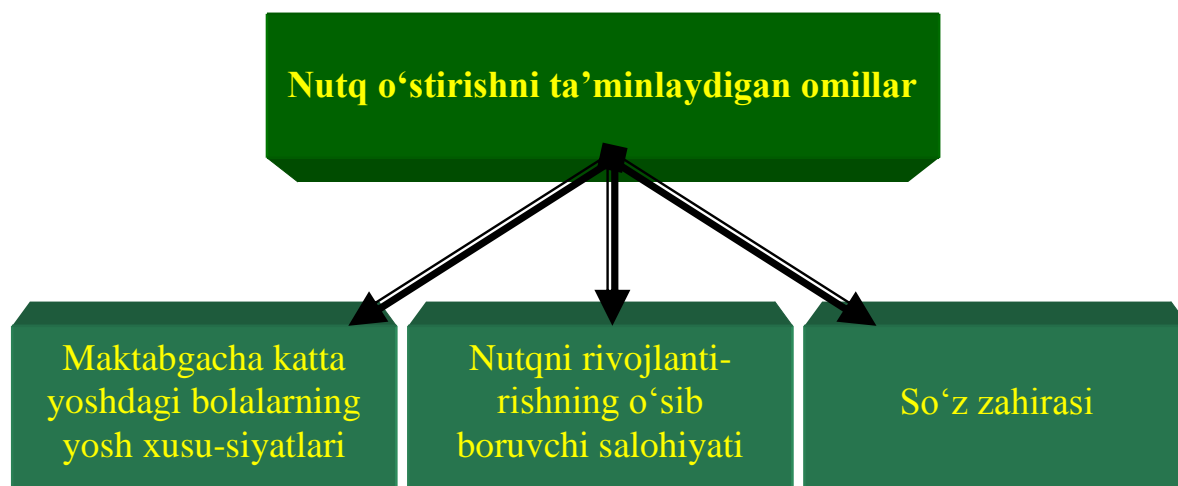 Nutq o‘stirishni ta’minlaydigan omillar
Maktabgacha katta
yoshdagi bolalarning
yosh xusu-siyatlari
Nutqni rivojlanti-
rishning o‘sib
boruvchi salohiyati
So‘z zahirasi